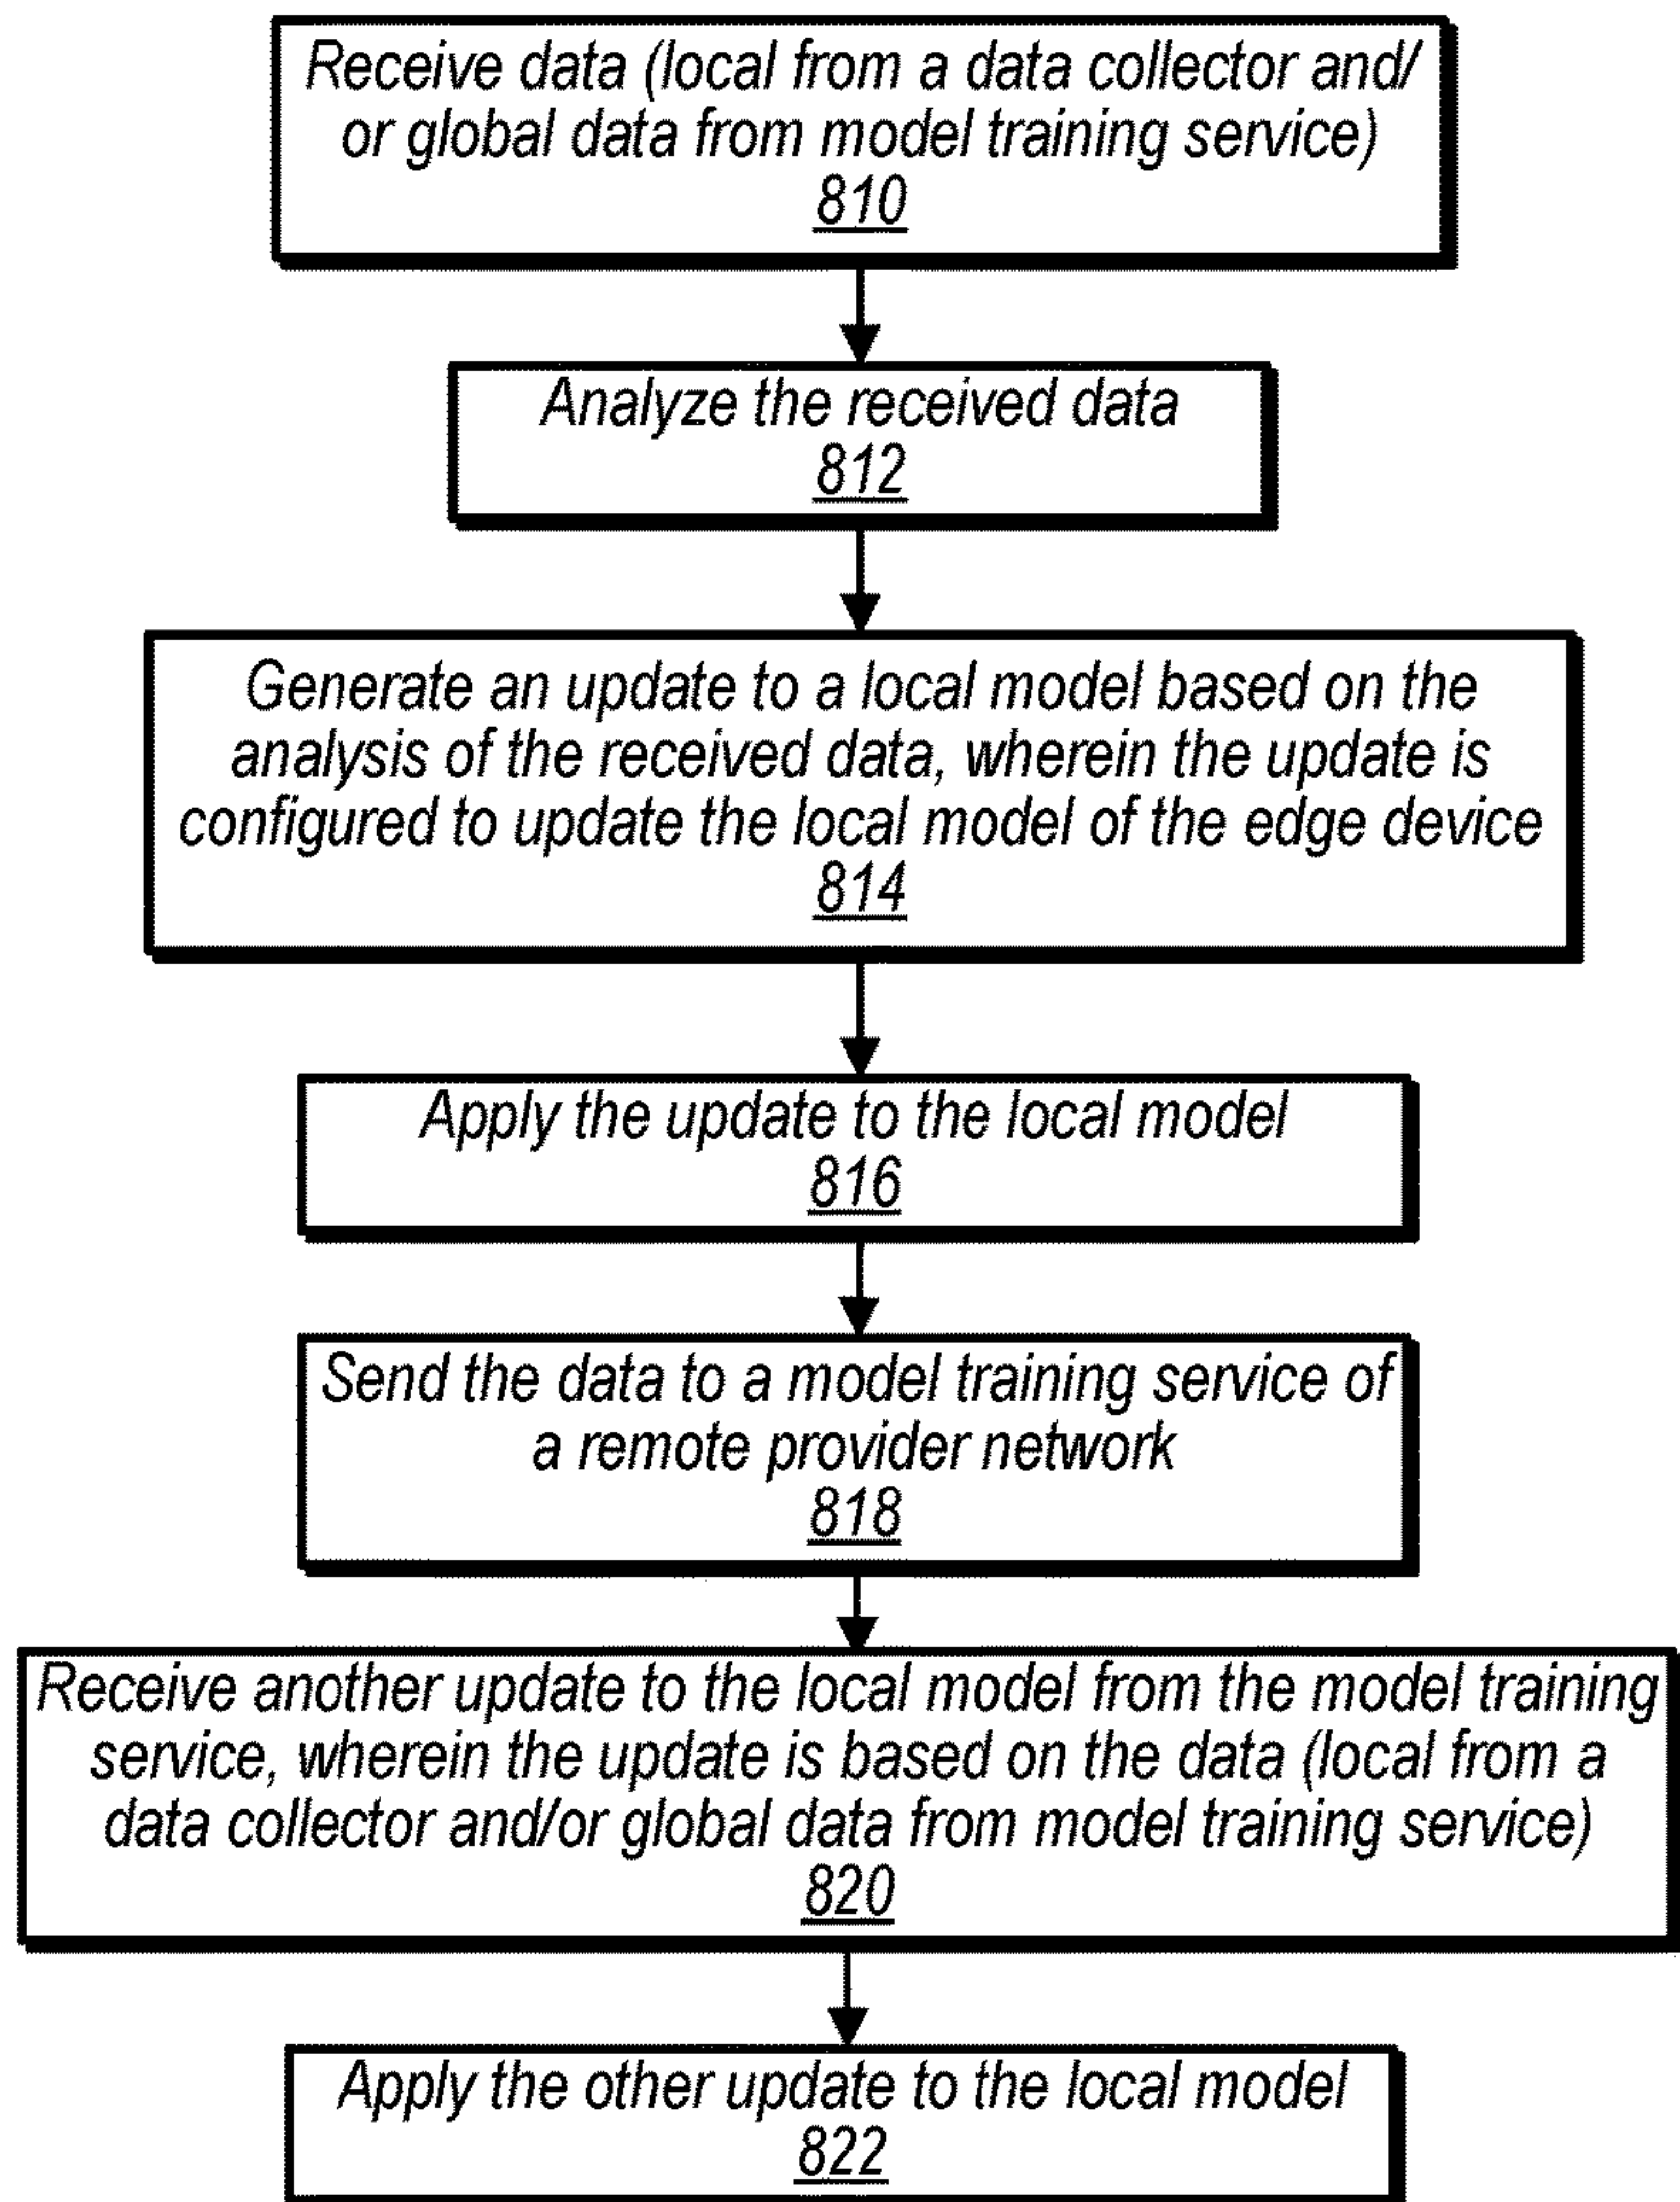 Receive data (local from a data collector and/
or global data from model training service)
810
Analyze the received data
812
Generate an update to a local model based on the
analysis of the received data, wherein the update is
configured to update the local model of the edge device
814
Apply the update to the local model
816
Send the data to a model training service of
a remote provider network
818
Receive another update to the local model from the model training
service, wherein the update is based on the data (local from a
data collector and/or global data from model training service)
820
Apply the other update to the local model
822